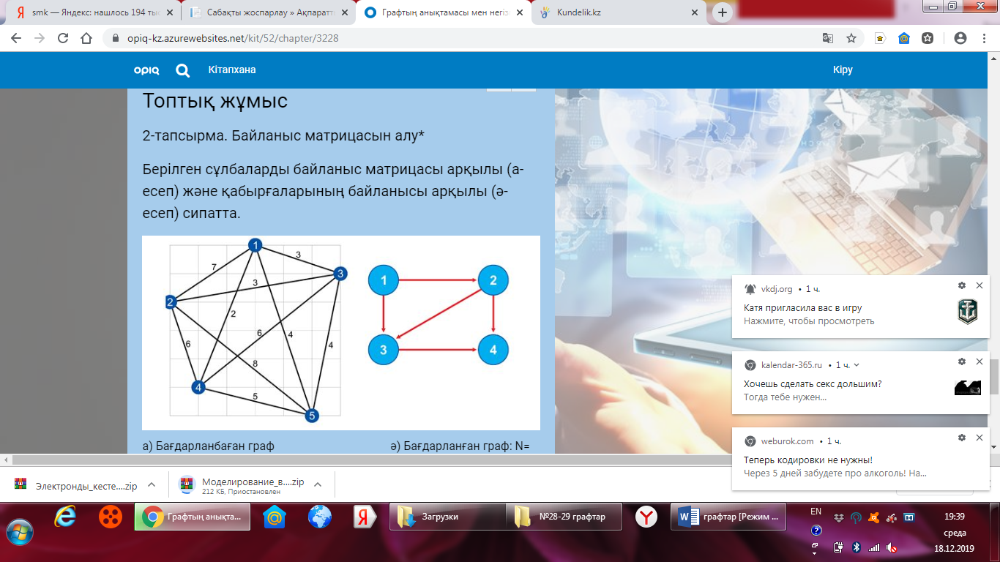 smk — Яндекс: нашлось 194 тыс
Сабақты жоспарлау » Ақпаратт
Графтың анықтамасы мен негізг
Kundelik.kz
opiq-kz.azurewebsites.net/kit/52/chapter/3228
opiq
Кітапхана
Кіру
Топтық жұмыс
2-тапсырма. Байланыс матрицасын алу*
Берілген сұлбаларды байланыс матрицасы арқылы (а-
есеп) және қабырғаларының байланысы арқылы (ә-
есеп) сипатта.
1
3
7
3
3
2
2
6
4
4
6
8
4
5
5
1
2
3
4
а) Бағдарланбаған граф
ә) Бағдарланған граф: N=
vkdj.org • 1 ч.
Катя пригласила вас в игру
Нажмите, чтобы просмотреть
kalendar-365.ru • 1 ч.
Хочешь сделать секс дольшим?
Тогда тебе нужен...
weburok.com • 1 ч.
Теперь кодировки не нужны!
Через 5 дней забудете про алкоголь! На...
Электронды_кесте....zip
Моделирование_в....zip
212 КБ, Приостановлен
Графтың анықта...
Загрузки
№28-29 графтар
графтар [Режим ...
EN
19:39
среда
18.12.2019